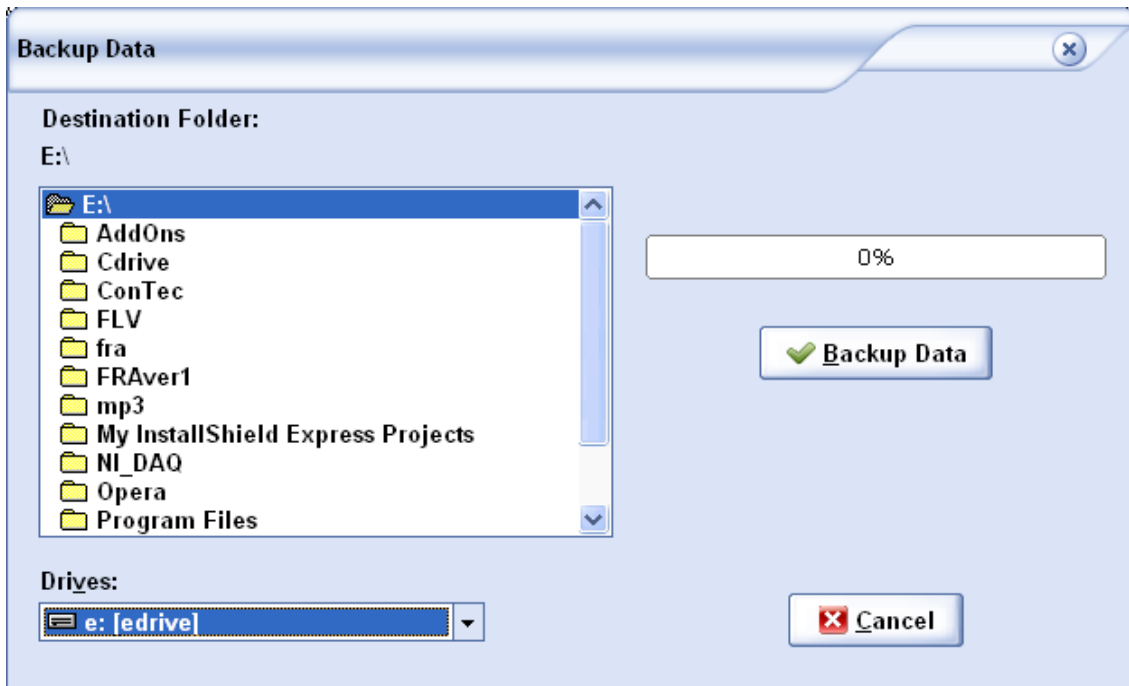 Backup Data
Destination Folder:
E:\
E:\
AddOns
Cdrive
ConTec
FLV
fra
FRAver1
mp3
My InstallShield Express Projects
NI_DAQ
Opera
Program Files
0%
Backup Data
Drives:
e: [edrive]
Cancel